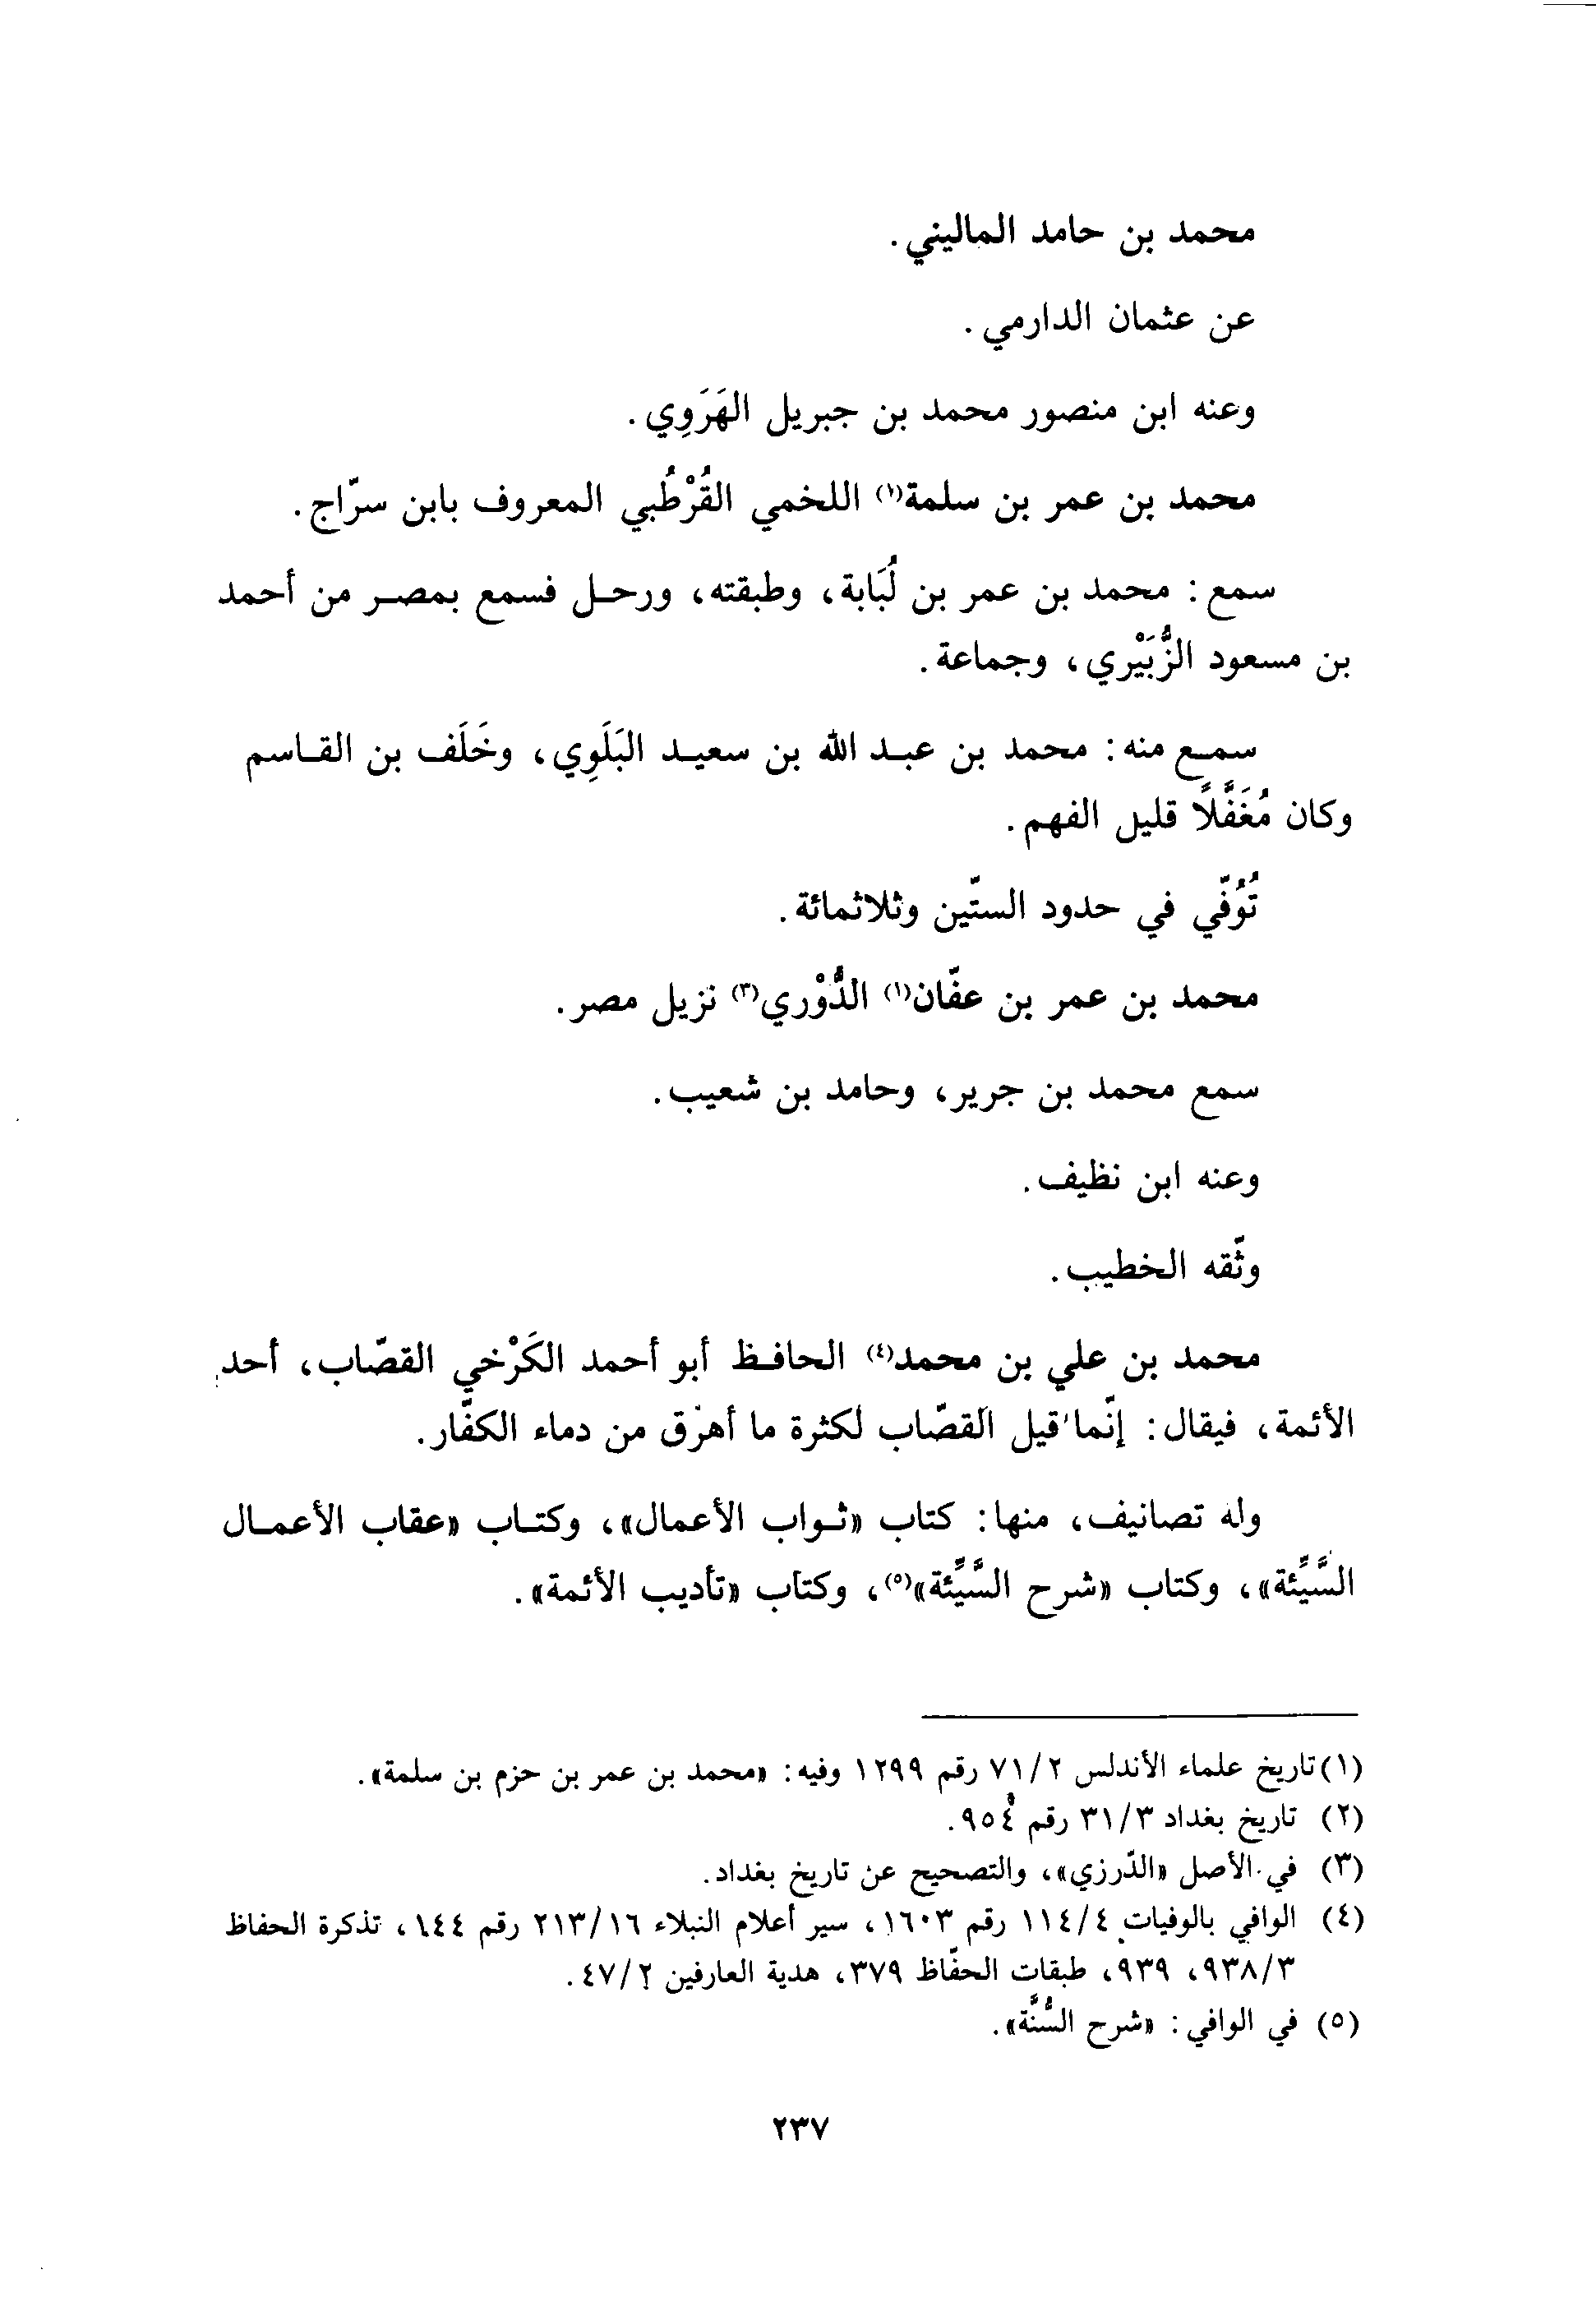 محمد بن حامد الماليني.
عن عثمان الدارمي.
وعنه ابن منصور محمد بن جبريل الهَرَوِي.
محمد بن عمر بن سلمة(١) اللخمي القُرْطُبي المعروف بابن سرّاج.
سمع: محمد بن عمر بن لُبَابة، وطبقته، ورحل فسمع بمصر من أحمد
بن مسعود الزُّبَيْري، وجماعة.
سمع منه: محمد بن عبد الله بن سعيد البَلَوِي، وخَلَف بن القاسم
وكان مُغَفَّلًا قليل الفهم.
تُوُفّي في حدود الستّين وثلاثمائة.
محمد بن عمر بن عفّان(١) الدُّوْري(٣) نزيل مصر.
سمع محمد بن جرير، وحامد بن شعيب.
وعنه ابن نظيف.
وثّقه الخطيب.
محمد بن علي بن محمد(٤) الحافظ أبو أحمد الكَرْخي القصّاب، أحد
الأئمة، فيقال: إنّما قيل القصّاب لكثرة ما أهرق من دماء الكفّار.
وله تصانيف، منها: كتاب «ثواب الأعمال»، وكتاب «عقاب الأعمال
السَّيِّئة»، وكتاب «شرح السَّيِّئة»(٥)، وكتاب «تأديب الأئمة».
(١) تاريخ علماء الأندلس ٧١/٢ رقم ١٢٩٩ وفيه: «محمد بن عمر بن حزم بن سلمة».
(٢) تاريخ بغداد ٣١/٣ رقم ٩٥٤.
(٣) في الأصل «الدّرزي»، والتصحيح عن تاريخ بغداد.
(٤) الوافي بالوفيات ١١٤/٤ رقم ١٦٠٣، سير أعلام النبلاء ٢١٣/١٦ رقم ١٤٤، تذكرة الحفاظ
٩٣٨/٣، ٩٣٩، طبقات الحفّاظ ٣٧٩، هدية العارفين ٤٧/٢.
(٥) في الوافي: «شرح السُّنَّة».
٢٣٧